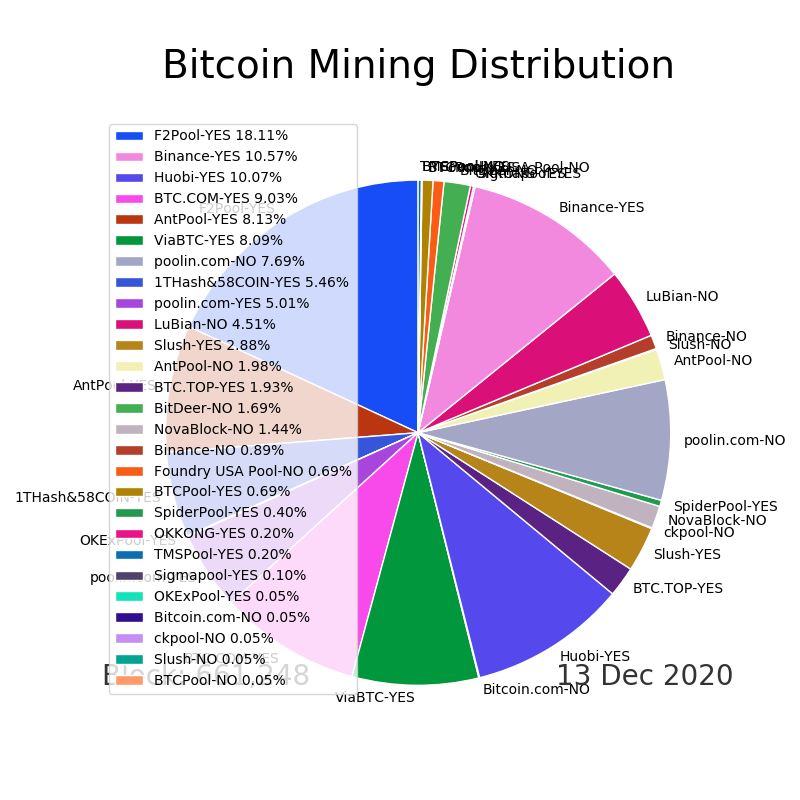 Bitcoin Mining Distribution
F2Pool-YES 18.11%
Binance-YES 10.57%
Huobi-YES 10.07%
BTC.COM-YES 9.03%
AntPool-YES 8.13%
ViaBTC-YES 8.09%
poolin.com-NO 7.69%
1THash&58COIN-YES 5.46%
poolin.com-YES 5.01%
LuBian-NO 4.51%
Slush-YES 2.88%
AntPool-NO 1.98%
BTC.TOP-YES 1.93%
BitDeer-NO 1.69%
NovaBlock-NO 1.44%
Binance-NO 0.89%
Foundry USA Pool-NO 0.69%
BTCPool-YES 0.69%
SpiderPool-YES 0.40%
OKKONG-YES 0.20%
TMSPool-YES 0.20%
Sigmapool-YES 0.10%
OKExPool-YES 0.05%
Bitcoin.com-NO 0.05%
ckpool-NO 0.05%
Slush-NO 0.05%
BTCPool-NO 0.05%
Binance-YES
LuBian-NO
Binance-NO
Slush-NO
AntPool-NO
poolin.com-NO
SpiderPool-YES
NovaBlock-NO
ckpool-NO
Slush-YES
BTC.TOP-YES
Huobi-YES
Bitcoin.com-NO
ViaBTC-YES
F2Pool-YES
AntPool-YES
1THash&58COIN-YES
OKExPool-YES
Block: 661,248
13 Dec 2020